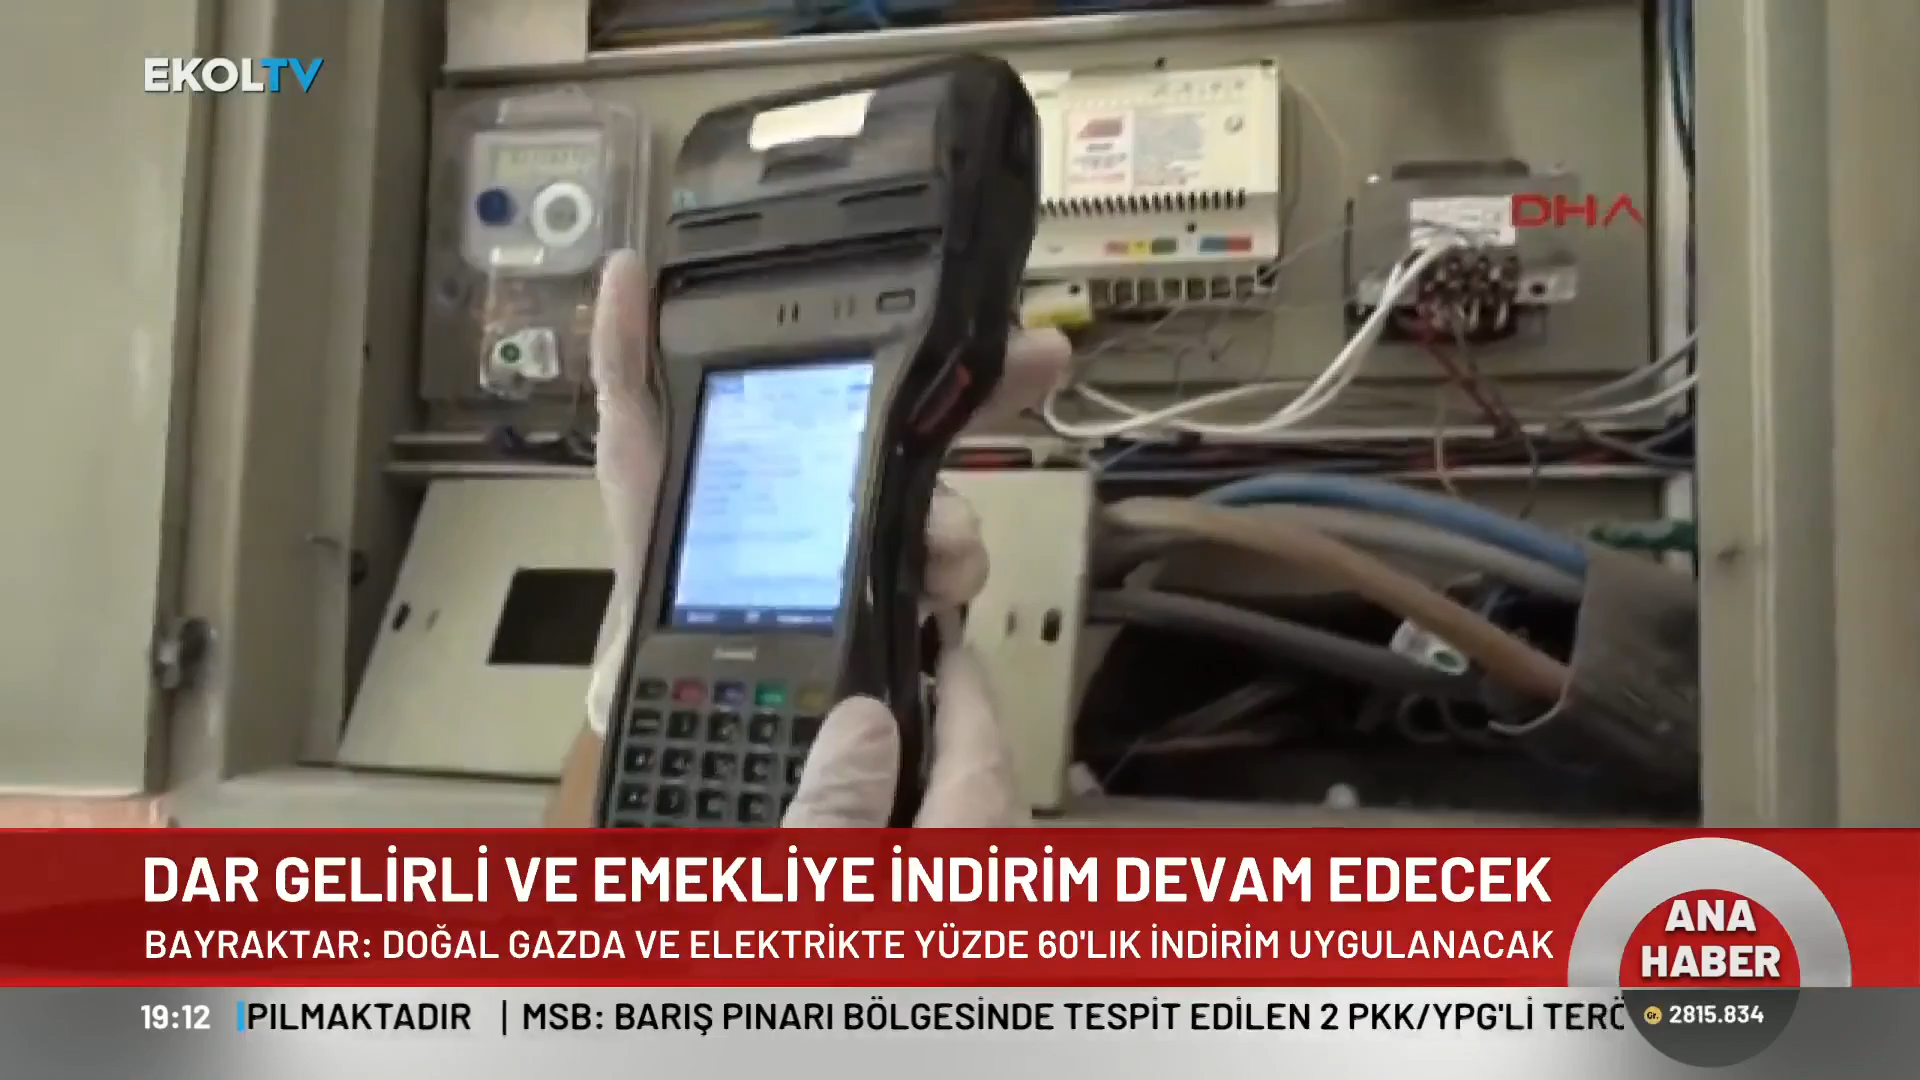 EKOLTV
DHA
DAR GELİRLİ VE EMEKLİYE İNDİRİM DEVAM EDECEK
BAYRAKTAR: DOĞAL GAZDA VE ELEKTRİKTE YÜZDE 60'LIK İNDİRİM UYGULANACAK
ANA
HABER
19:12
PILMAKTADIR | MSB: BARIŞ PINARI BÖLGESİNDE TESPİT EDİLEN 2 PKK/YPG'Lİ TERÖ
Gr. 2815.834